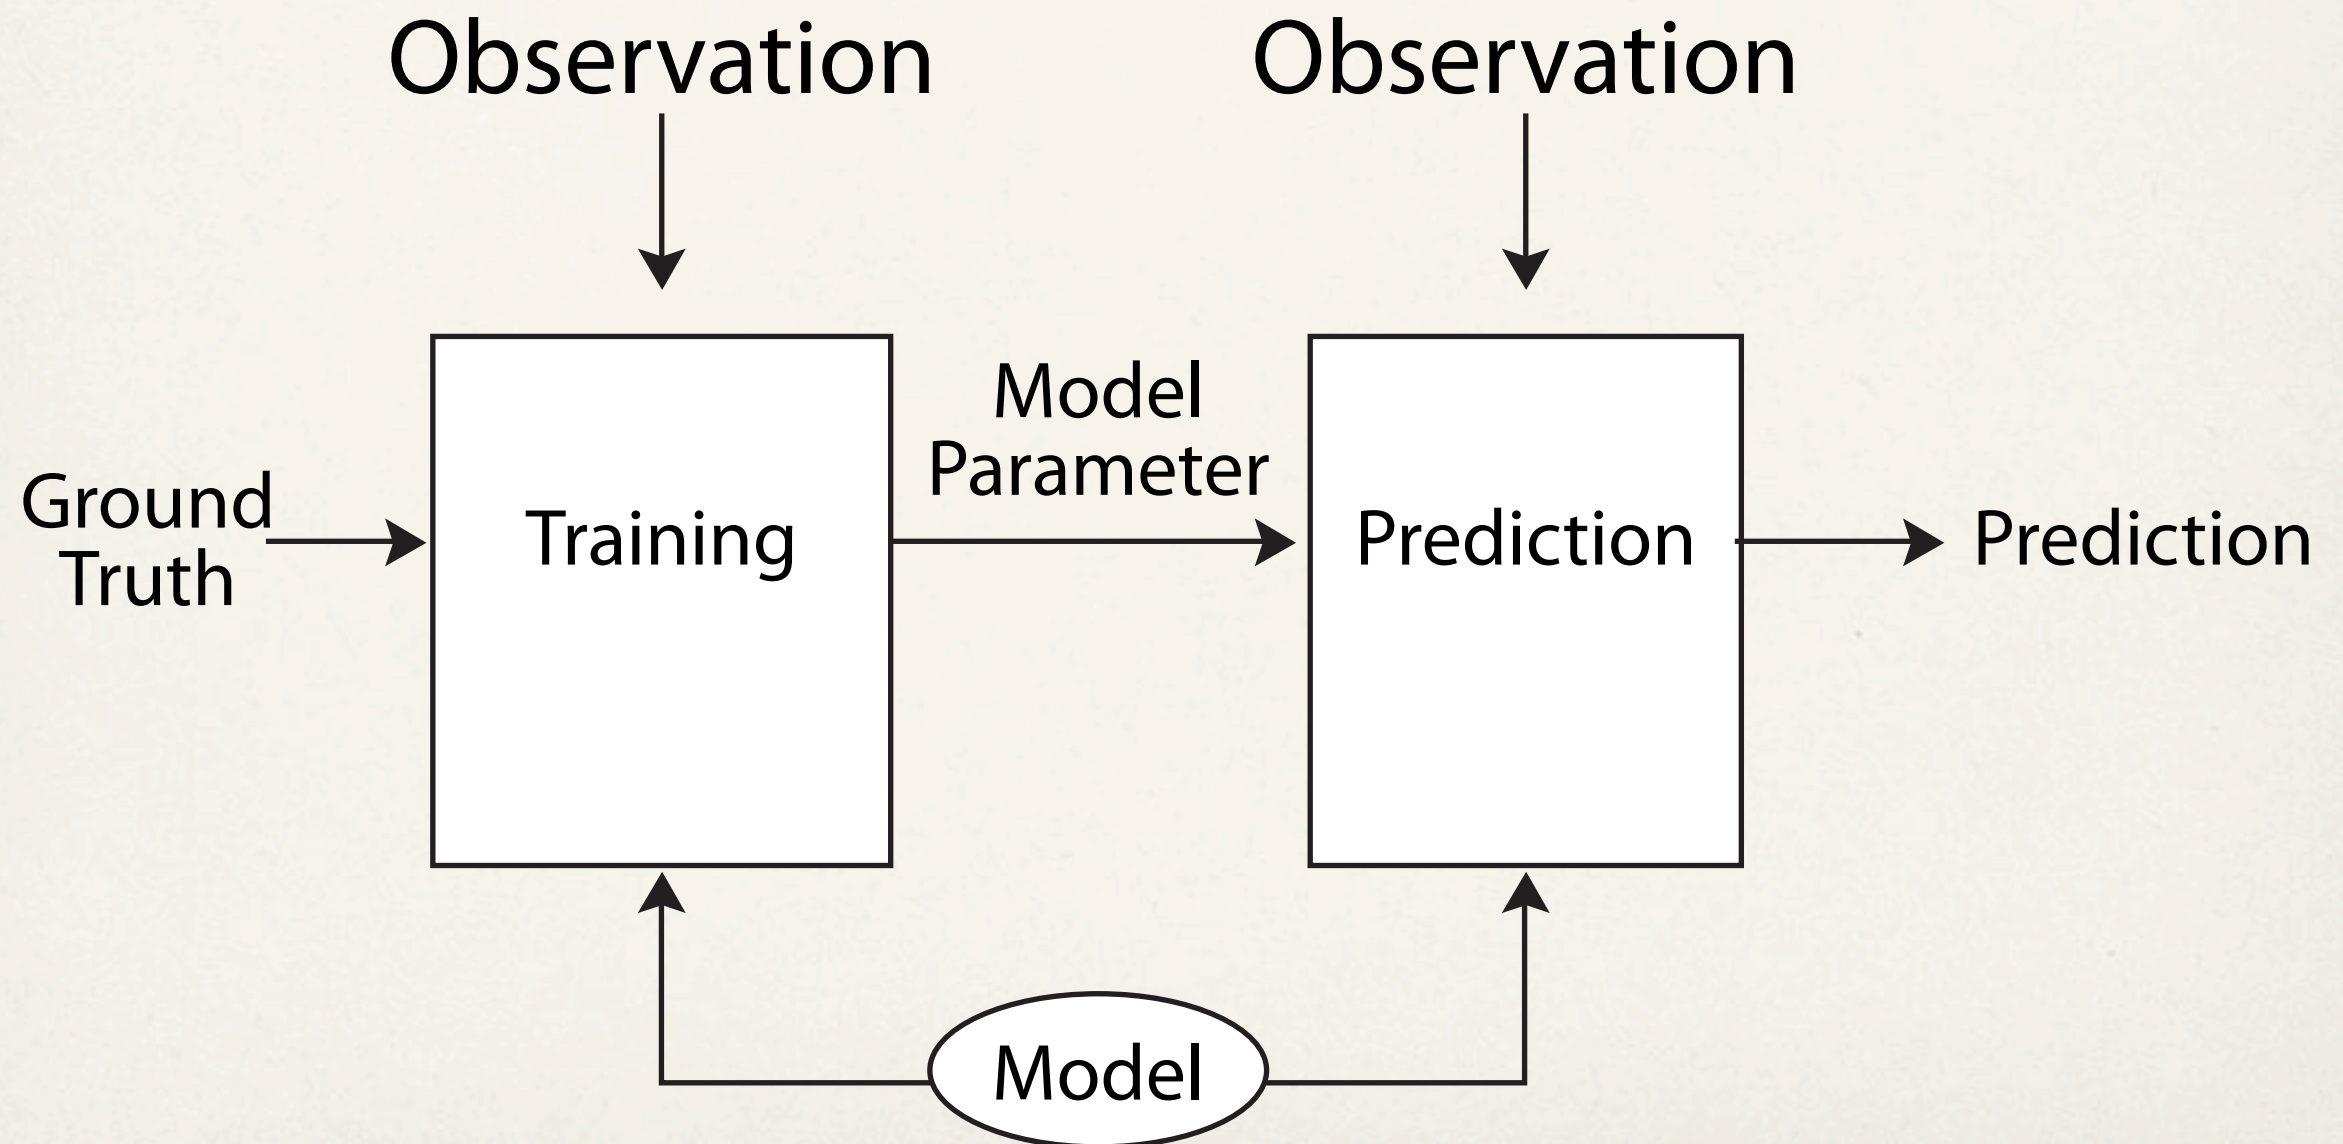 Observation
Observation
Model
Parameter
Ground
Truth
Training
Prediction
Prediction
Model